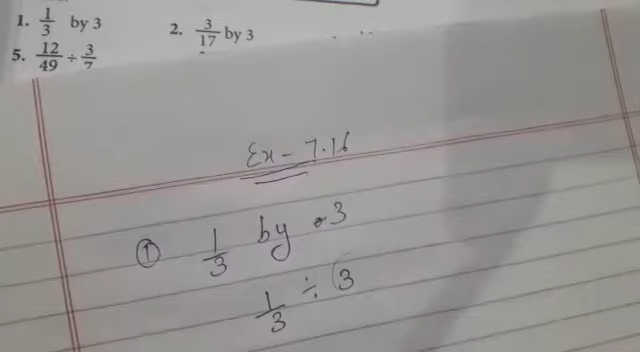 1. 1/3 by 3 2. 3/17 by 3
5. 12/49 ÷ 3/7
Ex - 7.16
① 1/3 by 3
1/3 ÷ 3